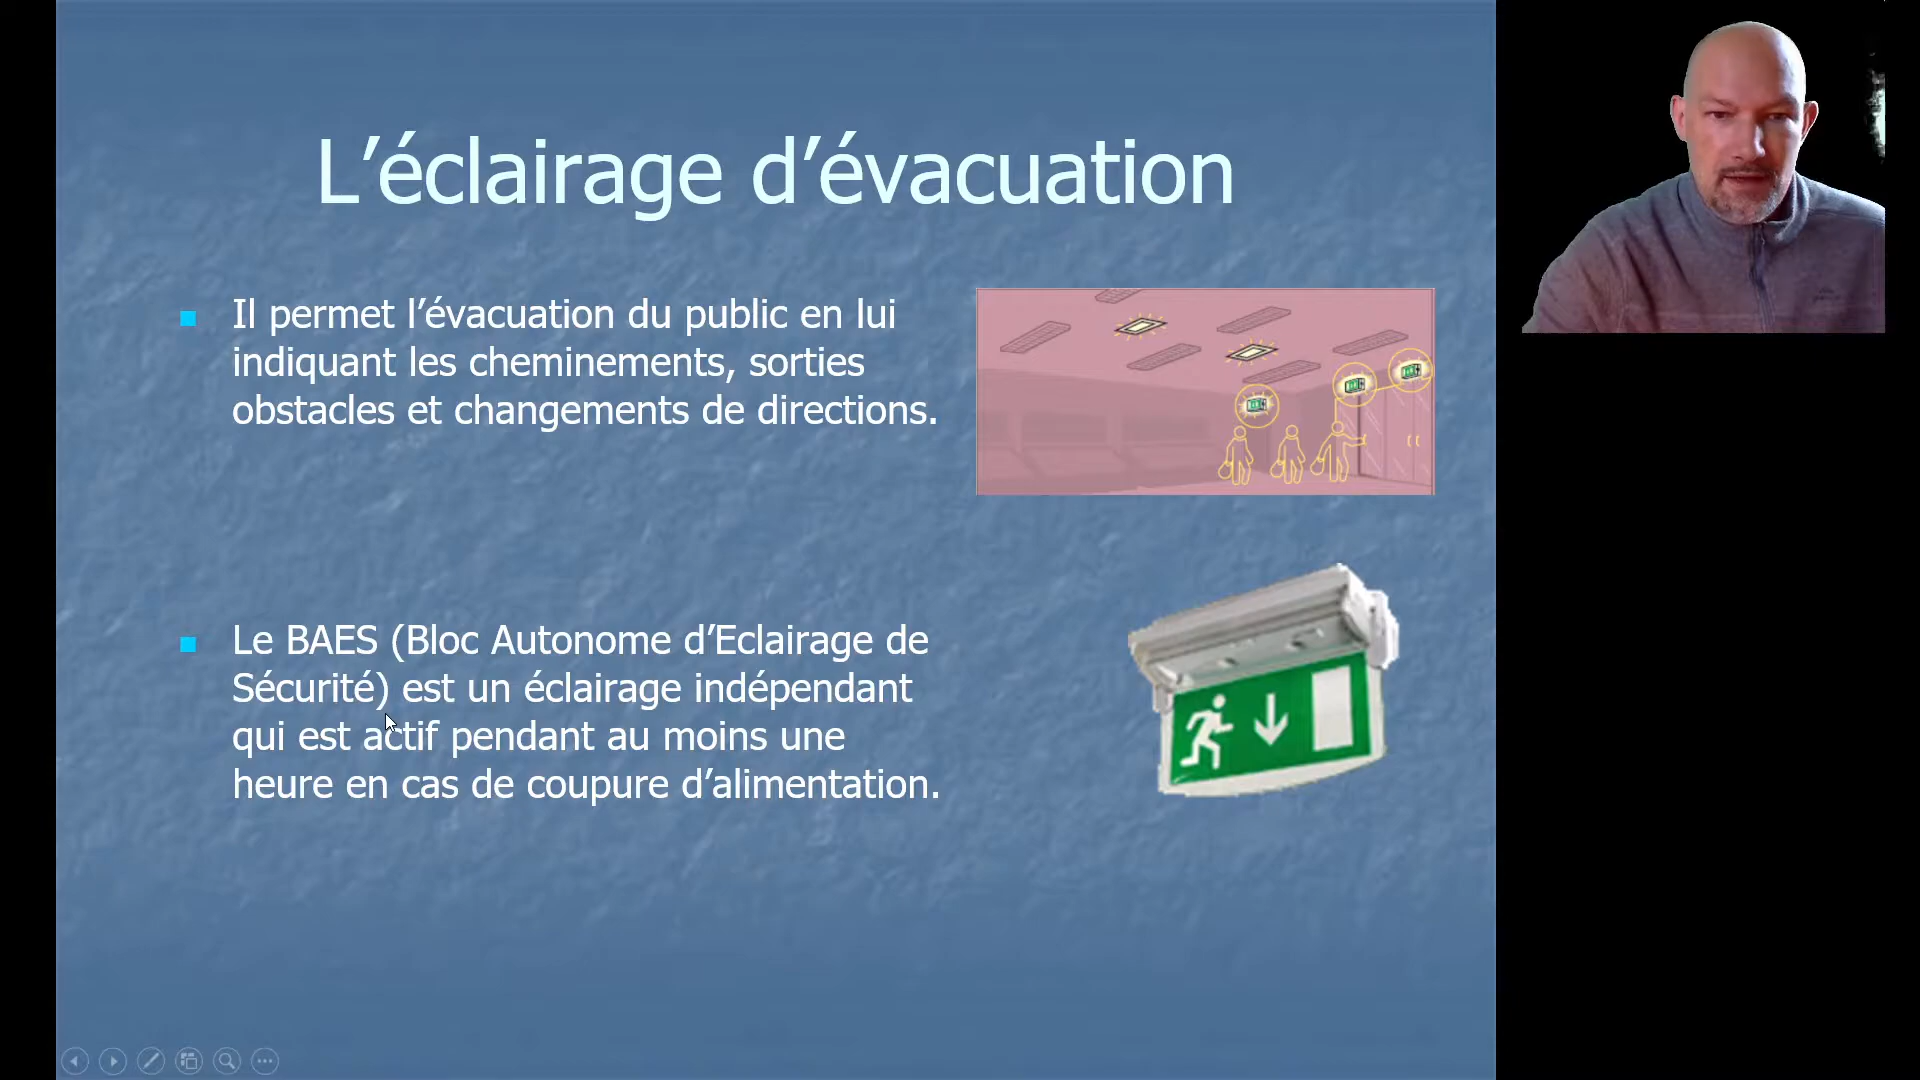 L’éclairage d’évacuation
Il permet l’évacuation du public en lui
indiquant les cheminements, sorties
obstacles et changements de directions.
Le BAES (Bloc Autonome d’Eclairage de
Sécurité) est un éclairage indépendant
qui est actif pendant au moins une
heure en cas de coupure d’alimentation.